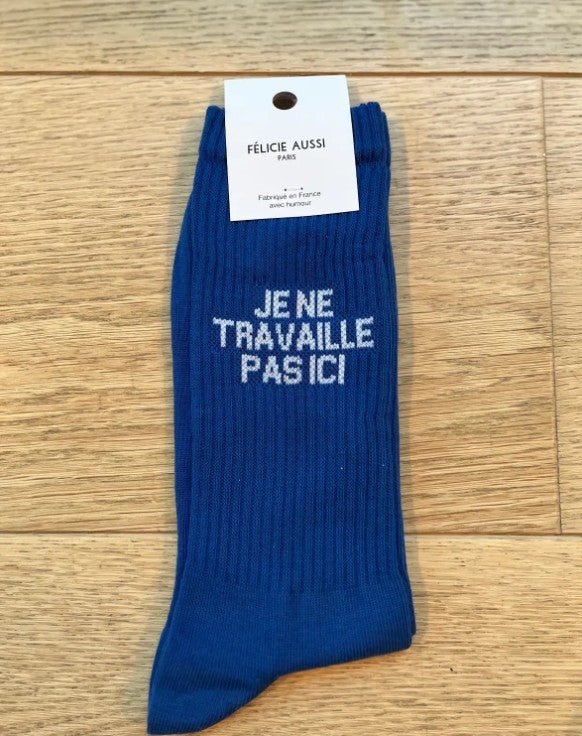 FÉLICIE AUSSI
PARIS
Fabriqué en France
avec humour
JE NE
TRAVAILLE
PAS ICI